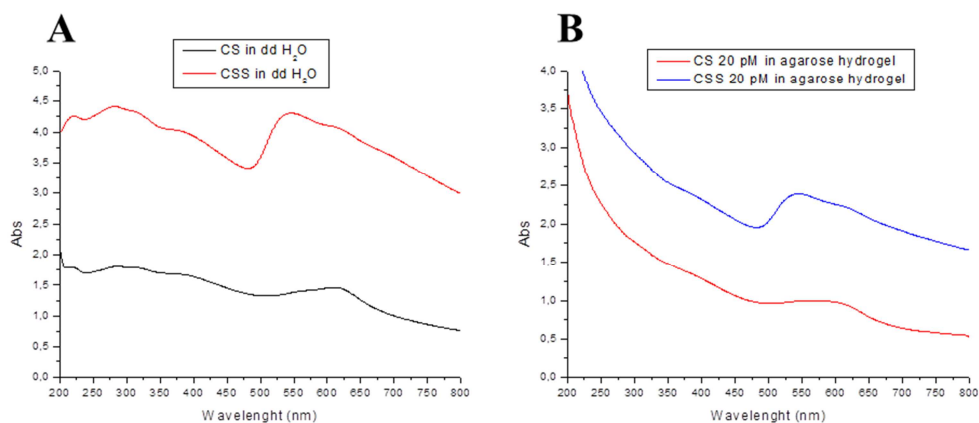 A
CS in dd H₂O
CSS in dd H₂O
5,0
4,5
4,0
3,5
3,0
2,5
2,0
1,5
1,0
0,5
0,0
Abs
200 250 300 350 400 450 500 550 600 650 700 750 800
Wavelenght (nm)
B
CS 20 pM in agarose hydrogel
CSS 20 pM in agarose hydrogel
4,0
3,5
3,0
2,5
2,0
1,5
1,0
0,5
0,0
Abs
200 250 300 350 400 450 500 550 600 650 700 750 800
Wavelenght (nm)